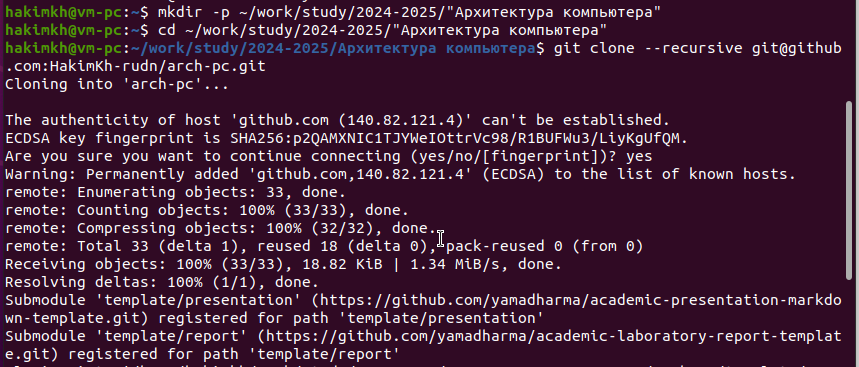 hakimkh@vm-pc:~$ mkdir -p ~/work/study/2024-2025/"Архитектура компьютера"
hakimkh@vm-pc:~$ cd ~/work/study/2024-2025/"Архитектура компьютера"
hakimkh@vm-pc:~/work/study/2024-2025/Архитектура компьютера$ git clone --recursive git@github
.com:HakimKh-rudn/arch-pc.git
Cloning into 'arch-pc'...
The authenticity of host 'github.com (140.82.121.4)' can't be established.
ECDSA key fingerprint is SHA256:p2QAMXNIC1TJYWeIOttrVc98/R1BUFWu3/LiyKgUfQM.
Are you sure you want to continue connecting (yes/no/[fingerprint])? yes
Warning: Permanently added 'github.com,140.82.121.4' (ECDSA) to the list of known hosts.
remote: Enumerating objects: 33, done.
remote: Counting objects: 100% (33/33), done.
remote: Compressing objects: 100% (32/32), done.
remote: Total 33 (delta 1), reused 18 (delta 0), pack-reused 0 (from 0)
Receiving objects: 100% (33/33), 18.82 KiB | 1.34 MiB/s, done.
Resolving deltas: 100% (1/1), done.
Submodule 'template/presentation' (https://github.com/yamadharma/academic-presentation-markdo
wn-template.git) registered for path 'template/presentation'
Submodule 'template/report' (https://github.com/yamadharma/academic-laboratory-report-templat
e.git) registered for path 'template/report'